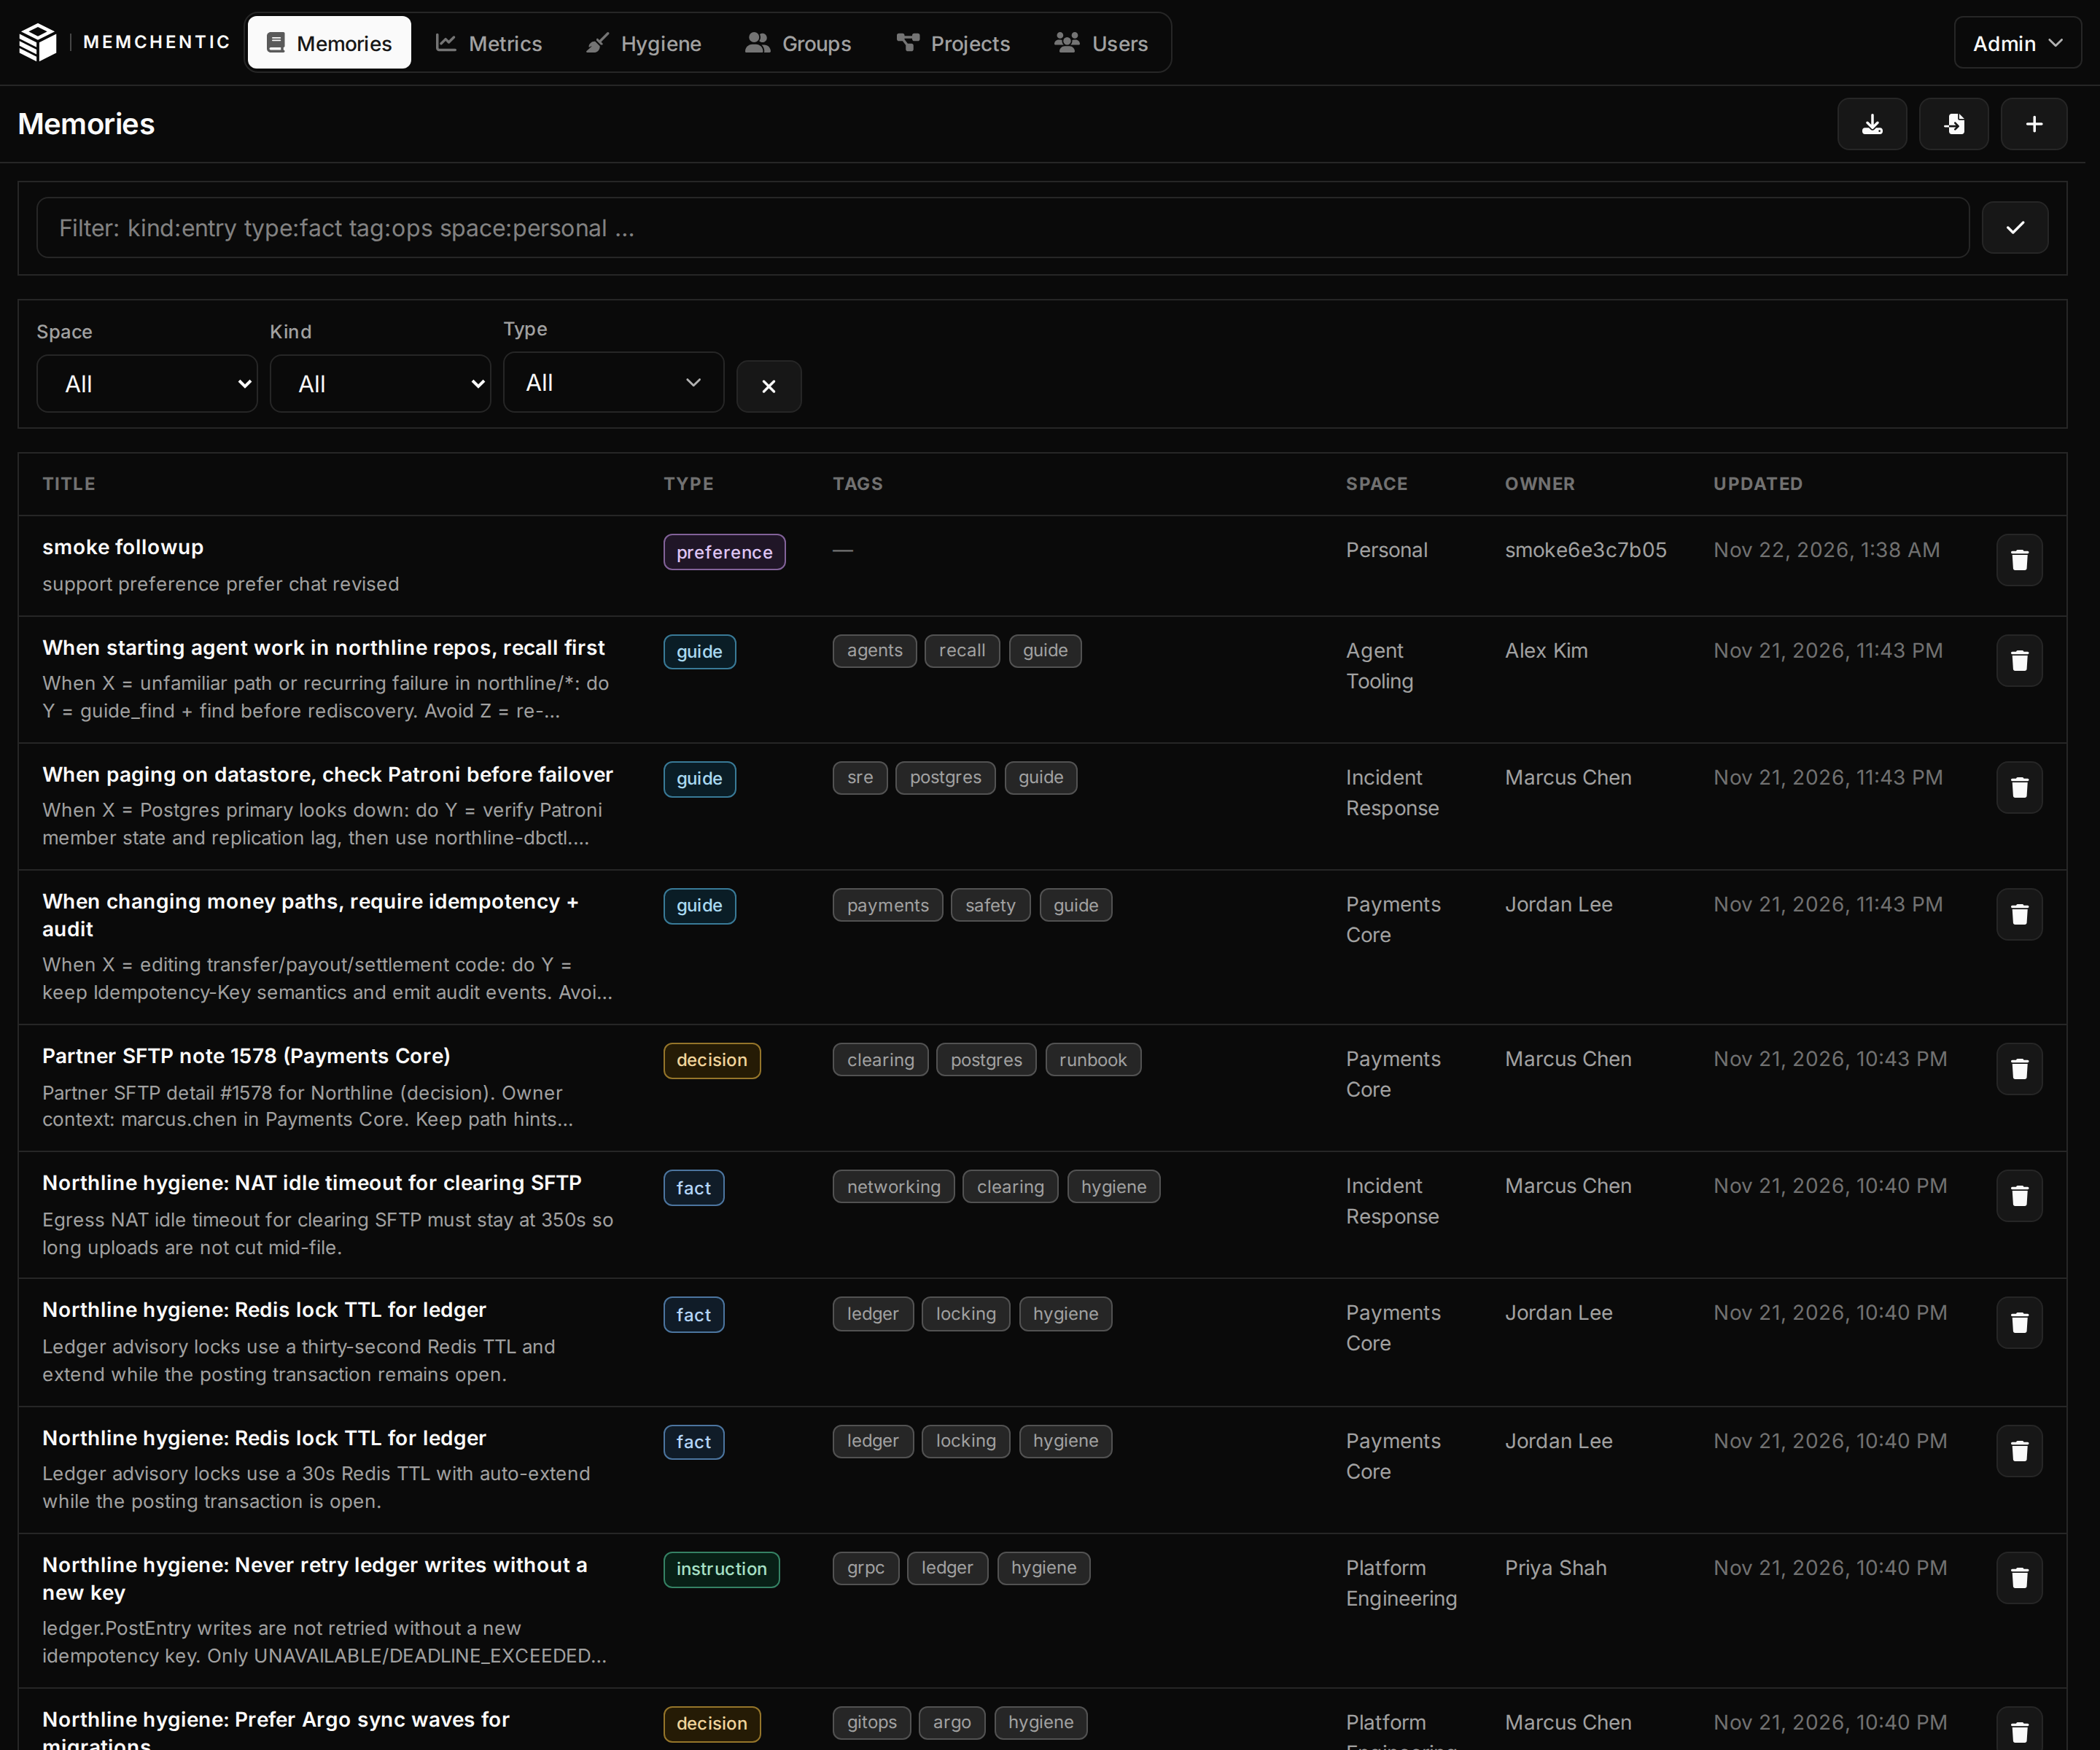 MEMCHENTIC Memories Metrics Hygiene Groups Projects Users Admin
Memories
Filter: kind:entry type:fact tag:ops space:personal ...
Space Kind Type
All All All
TITLE TYPE TAGS SPACE OWNER UPDATED
smoke followup preference — Personal smoke6e3c7b05 Nov 22, 2026, 1:38 AM
support preference prefer chat revised
When starting agent work in northline repos, recall first guide agents recall guide Agent Alex Kim Nov 21, 2026, 11:43 PM
Tooling
When X = unfamiliar path or recurring failure in northline/*: do
Y = guide_find + find before rediscovery. Avoid Z = re-...
When paging on datastore, check Patroni before failover guide sre postgres guide Incident Marcus Chen Nov 21, 2026, 11:43 PM
Response
When X = Postgres primary looks down: do Y = verify Patroni
member state and replication lag, then use northline-dbctl....
When changing money paths, require idempotency + guide payments safety guide Payments Jordan Lee Nov 21, 2026, 11:43 PM
audit Core
When X = editing transfer/payout/settlement code: do Y =
keep Idempotency-Key semantics and emit audit events. Avoi...
Partner SFTP note 1578 (Payments Core) decision clearing postgres runbook Payments Marcus Chen Nov 21, 2026, 10:43 PM
Core
Partner SFTP detail #1578 for Northline (decision). Owner
context: marcus.chen in Payments Core. Keep path hints...
Northline hygiene: NAT idle timeout for clearing SFTP fact networking clearing hygiene Incident Marcus Chen Nov 21, 2026, 10:40 PM
Response
Egress NAT idle timeout for clearing SFTP must stay at 350s so
long uploads are not cut mid-file.
Northline hygiene: Redis lock TTL for ledger fact ledger locking hygiene Payments Jordan Lee Nov 21, 2026, 10:40 PM
Core
Ledger advisory locks use a thirty-second Redis TTL and
extend while the posting transaction remains open.
Northline hygiene: Redis lock TTL for ledger fact ledger locking hygiene Payments Jordan Lee Nov 21, 2026, 10:40 PM
Core
Ledger advisory locks use a 30s Redis TTL with auto-extend
while the posting transaction is open.
Northline hygiene: Never retry ledger writes without a instruction grpc ledger hygiene Platform Priya Shah Nov 21, 2026, 10:40 PM
new key Engineering
ledger.PostEntry writes are not retried without a new
idempotency key. Only UNAVAILABLE/DEADLINE_EXCEEDED...
Northline hygiene: Prefer Argo sync waves for decision gitops argo hygiene Platform Marcus Chen Nov 21, 2026, 10:40 PM
migrations Engineering